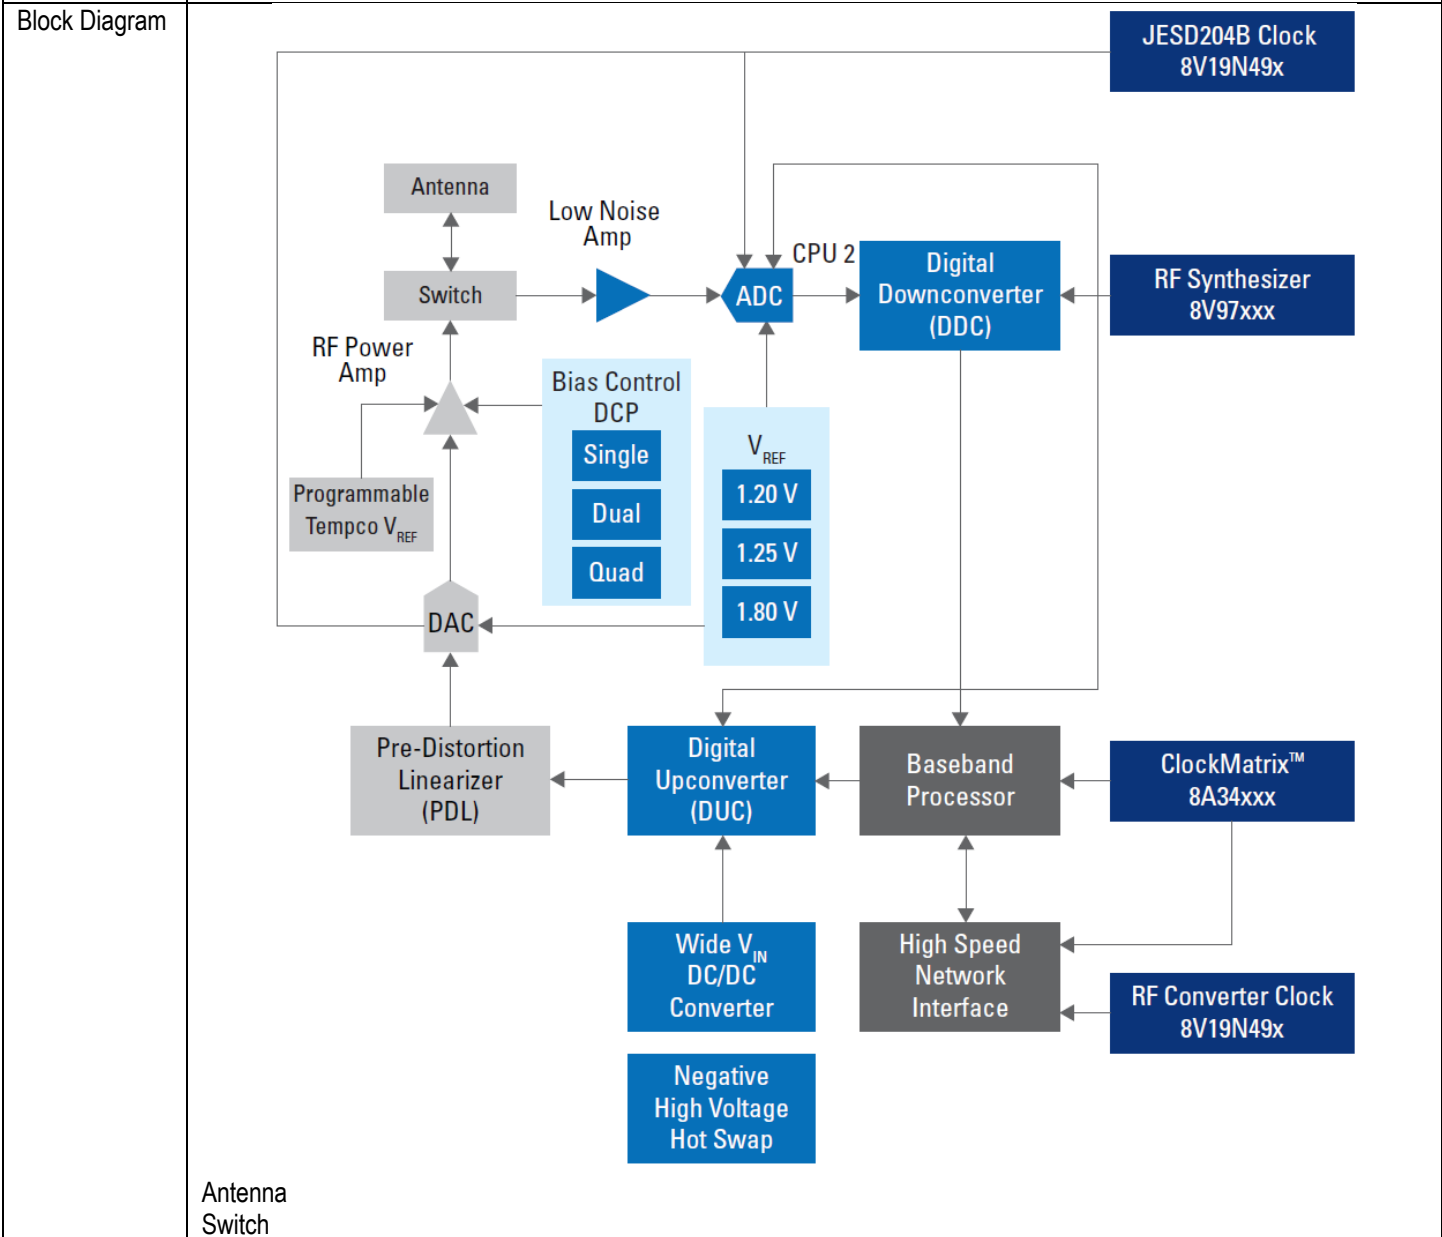 Block Diagram
JESD204B Clock
8V19N49x
Antenna
Low Noise
Amp
CPU 2
Digital
Downconverter
(DDC)
RF Synthesizer
8V97xxx
Switch
ADC
RF Power
Amp
Bias Control
DCP
Single
Dual
Quad
VREF
1.20 V
1.25 V
1.80 V
Programmable
Tempco VREF
DAC
Pre-Distortion
Linearizer
(PDL)
Digital
Upconverter
(DUC)
Baseband
Processor
ClockMatrix™
8A34xxx
Wide VIN
DC/DC
Converter
High Speed
Network
Interface
RF Converter Clock
8V19N49x
Negative
High Voltage
Hot Swap
Antenna
Switch